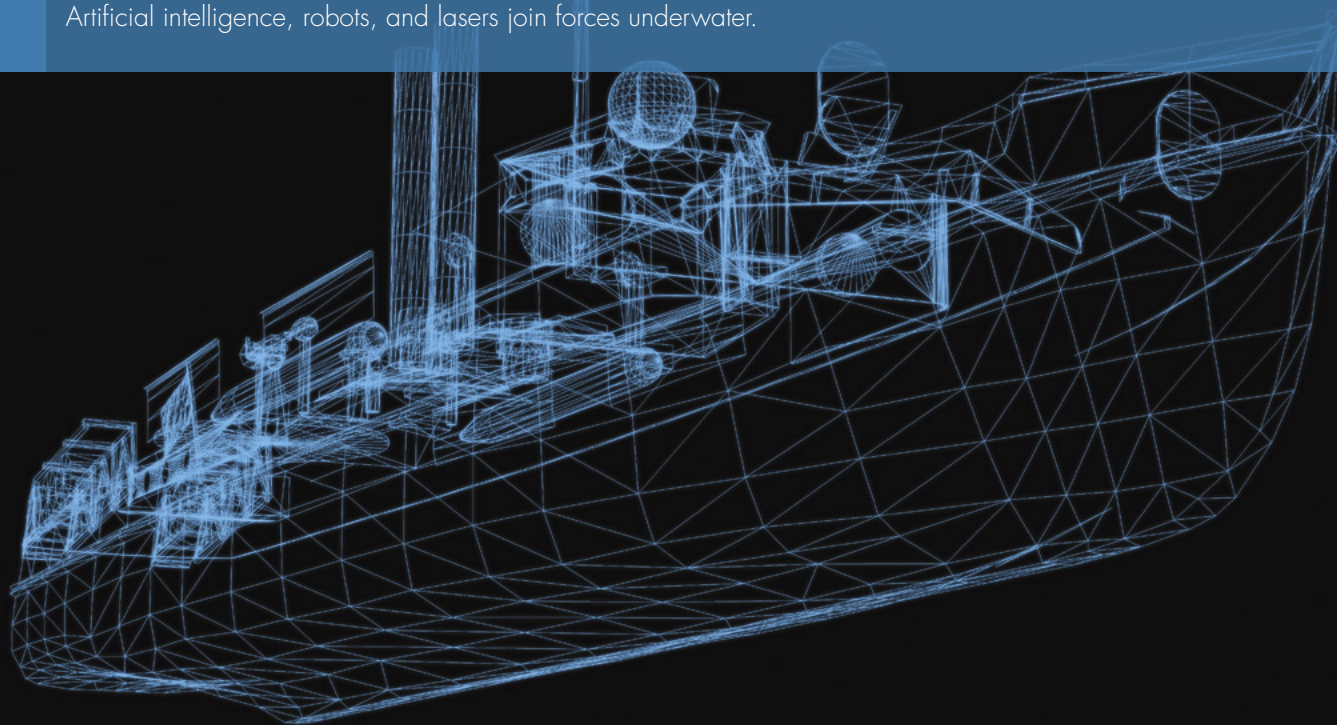 Artificial intelligence, robots, and lasers join forces underwater.